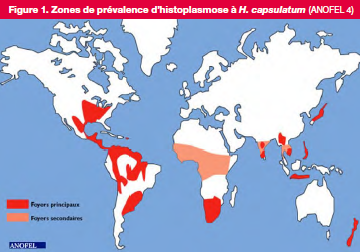 Figure 1. Zones de prévalence d'histoplasmose à H. capsulatum (ANOFEL 4)
Foyers principaux
Foyers secondaires
ANOFEL